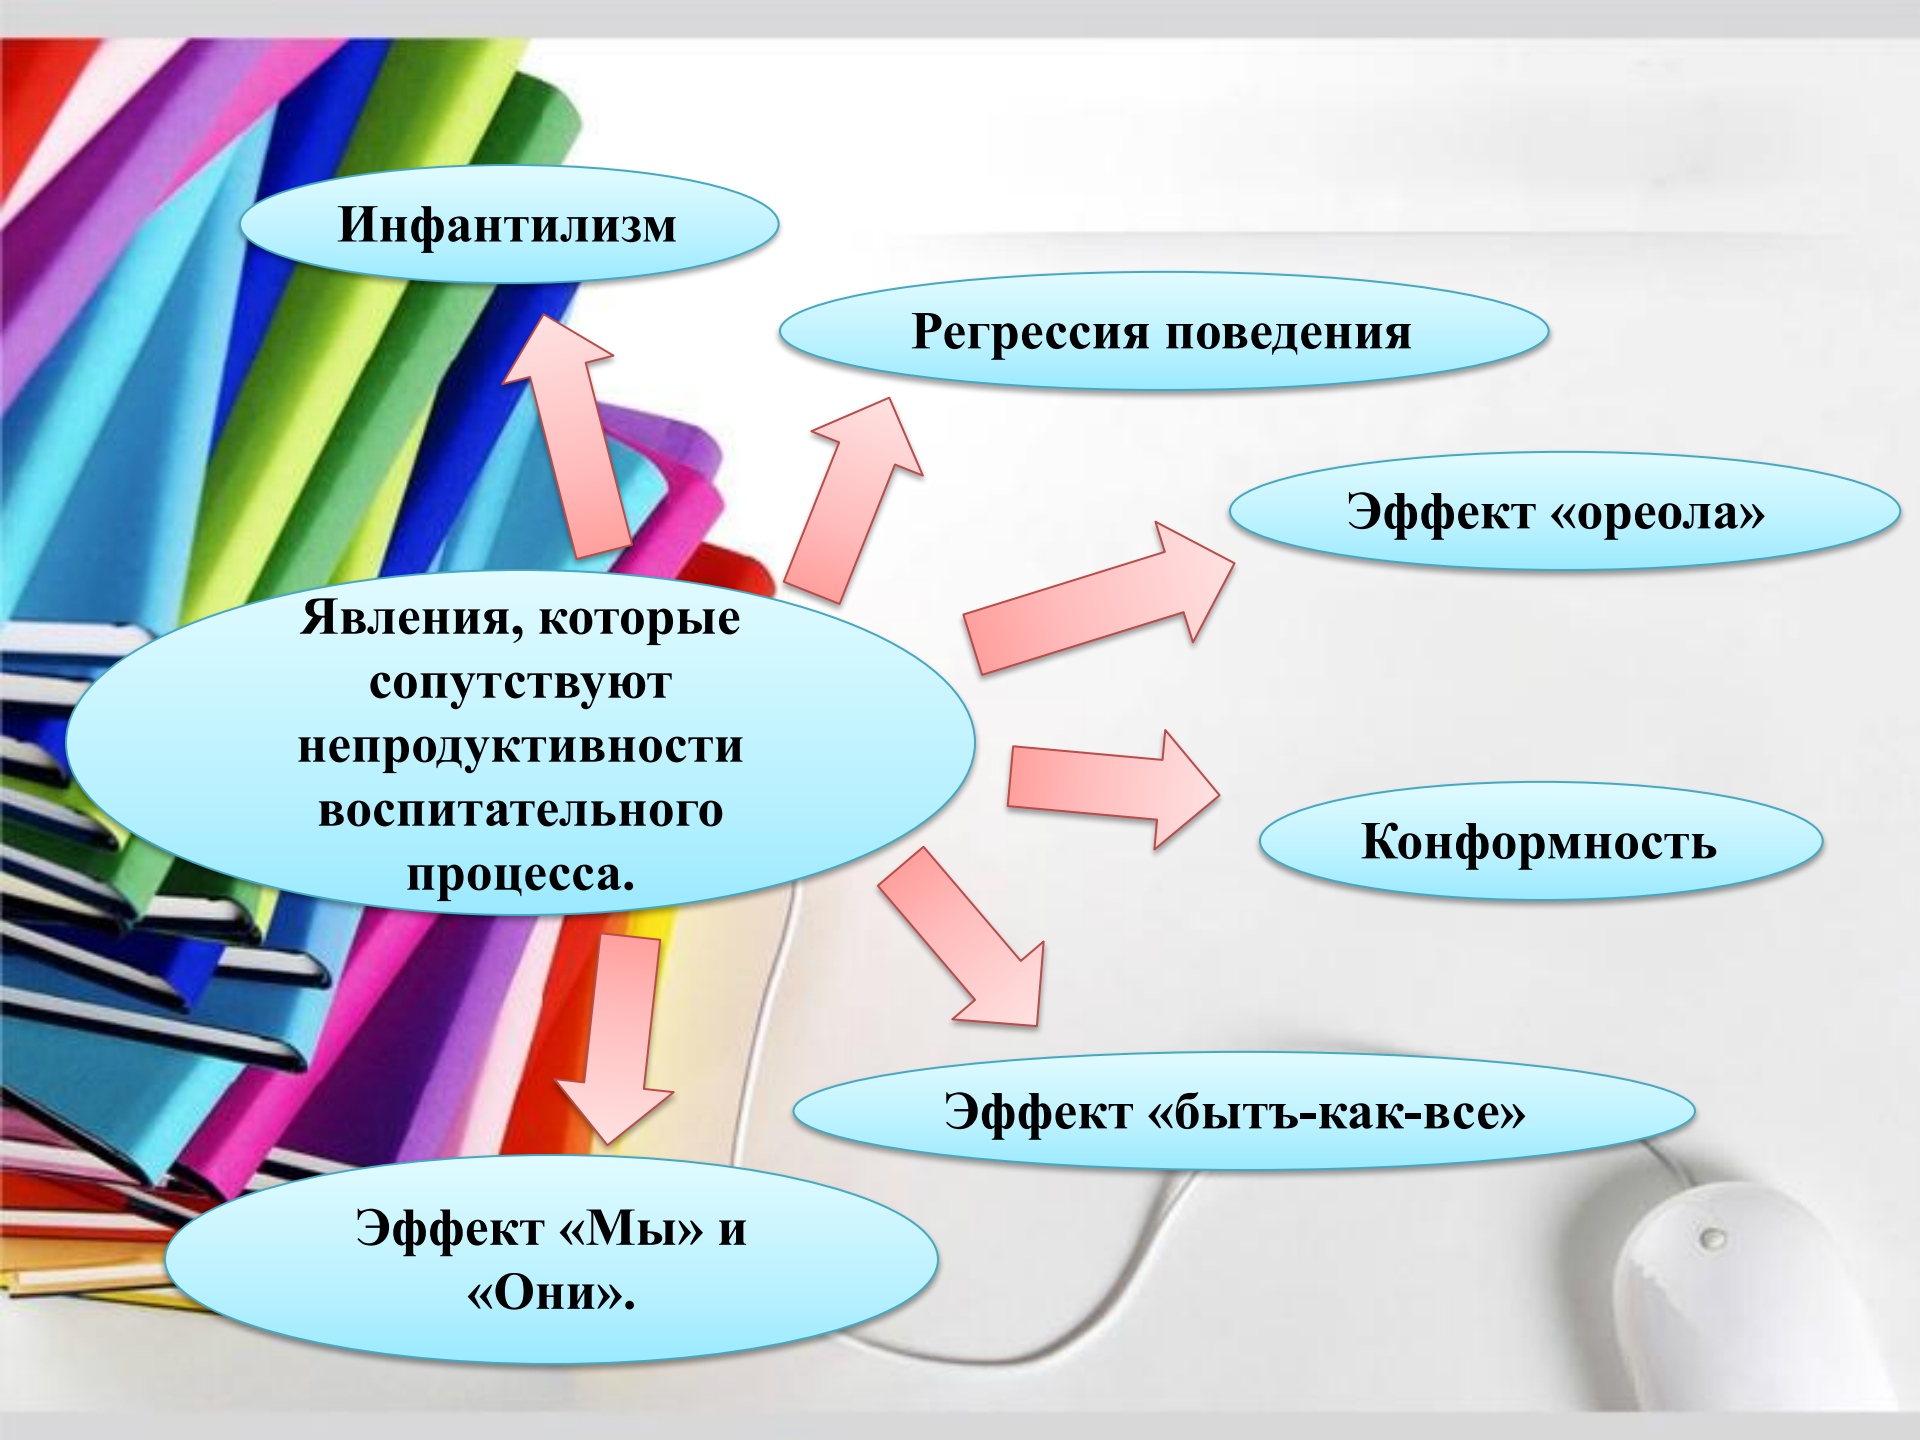 Инфантилизм
Регрессия поведения
Эффект «ореола»
Явления, которые
сопутствуют
непродуктивности
воспитательного
процесса.
Конформность
Эффект «бытъ-как-все»
Эффект «Мы» и
«Они».